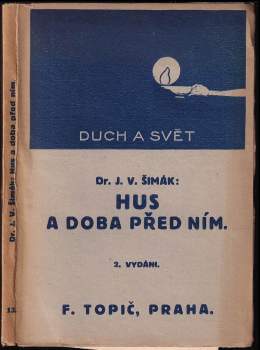 Dr. J. V. Šimák: Hus a doba před ním.
13.
DUCH A SVĚT
Dr. J. V. ŠIMÁK:
HUS
A DOBA PŘED NÍM.
2. VYDÁNÍ.
F. TOPIČ, PRAHA.